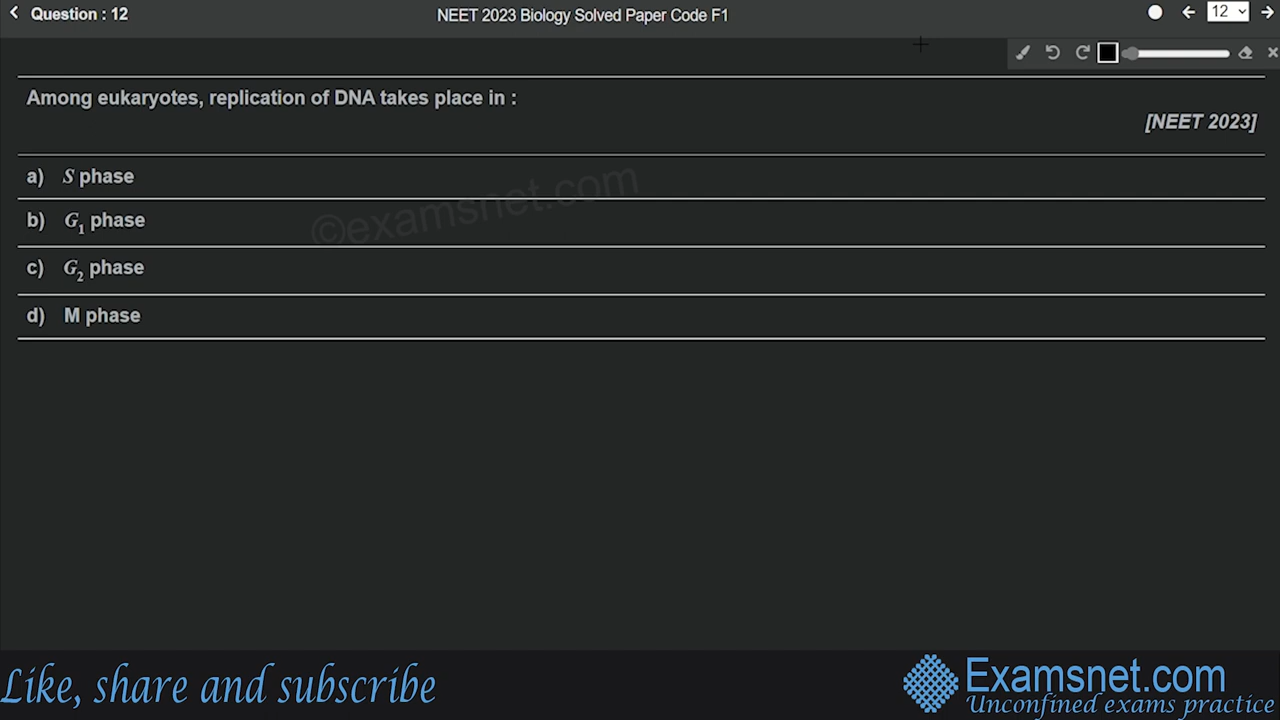 Question : 12
NEET 2023 Biology Solved Paper Code F1
12
Among eukaryotes, replication of DNA takes place in :
[NEET 2023]
a) S phase
©examsnet.com
b) G₁ phase
c) G₂ phase
d) M phase
Like, share and subscribe
Examsnet.com
Unconfined exams practice